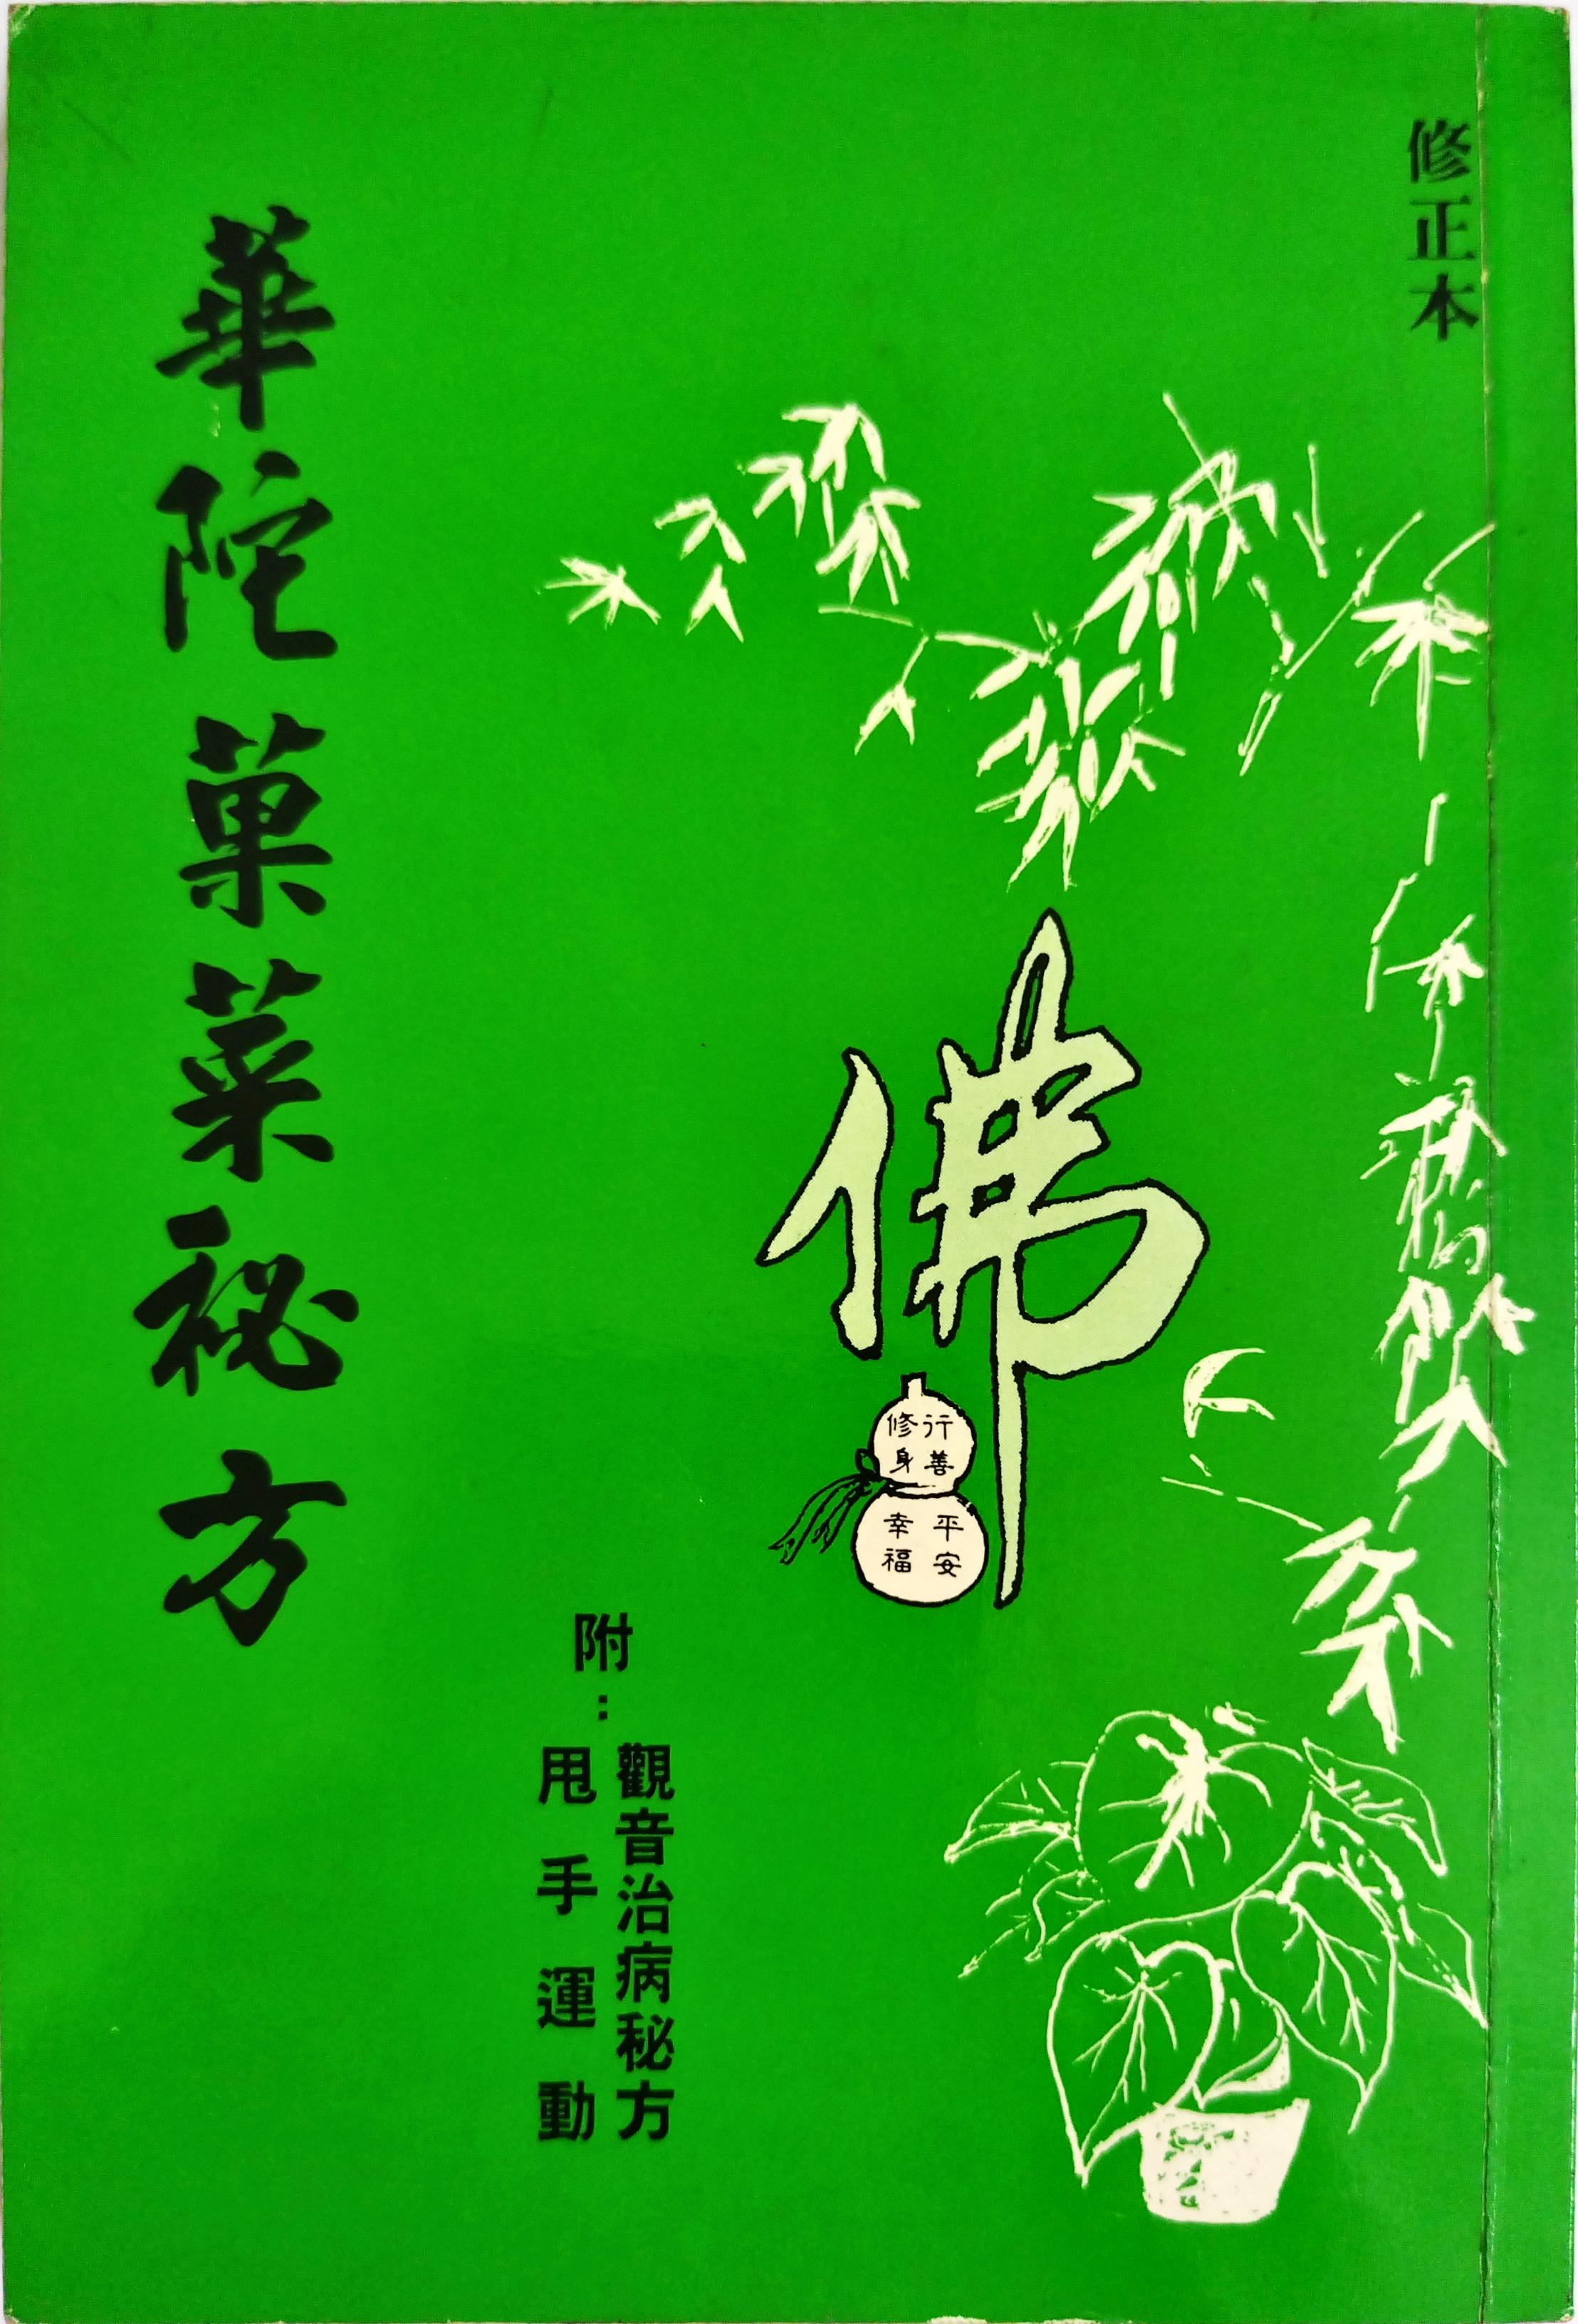 修正本
佛
行善
修身
平安
幸福
附：
觀音治病秘方
甩手運動
華陀菓菜秘方